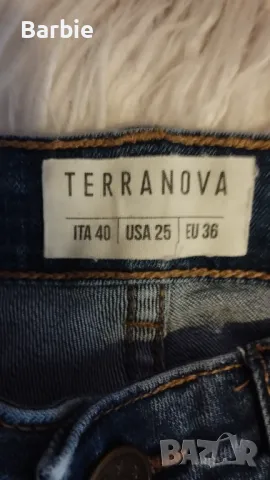 Barbie
TERRANOVA
ITA 40 | USA 25 | EU 36
BAZAR